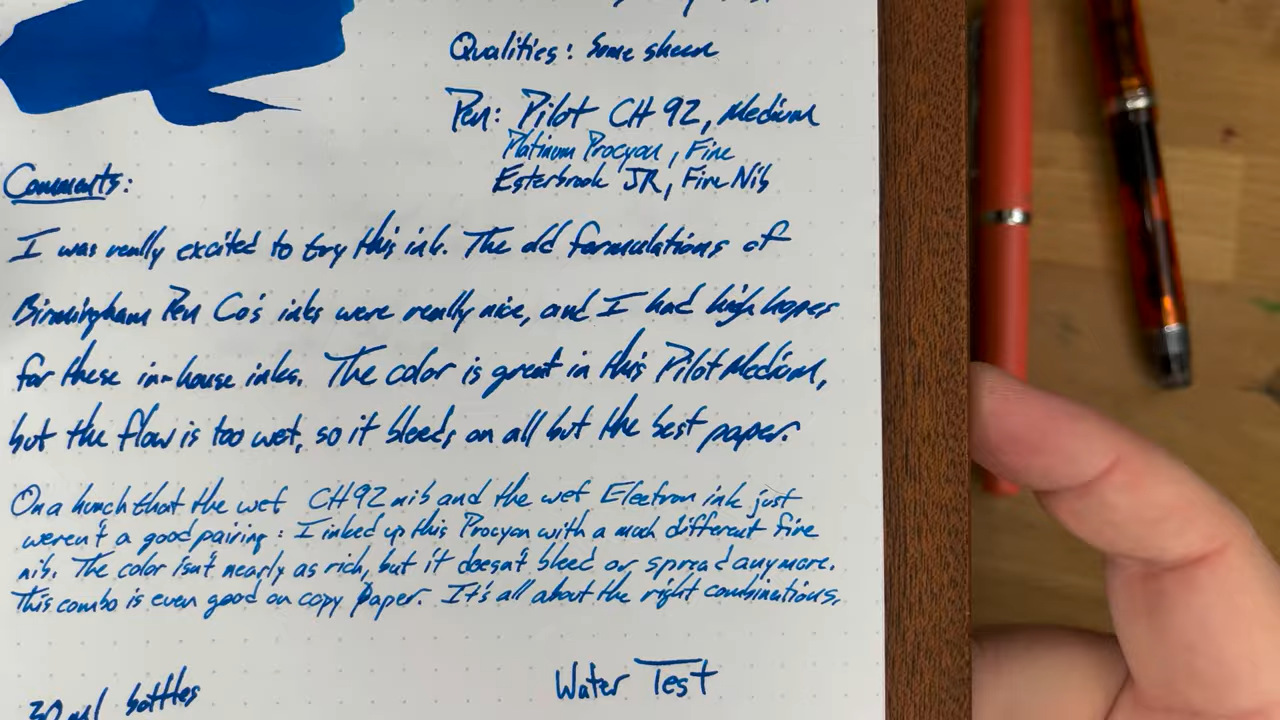 Qualities: Some sheen
Pen: Pilot CH 92, Medium
Platinum Procyon, Fine
Esterbrook JR, Fine Nib
Comments:
I was really excited to try this ink. The old formulations of
Birmingham Pen Co's inks were really nice, and I had high hopes
for these in-house inks. The color is great in this Pilot Medium,
but the flow is too wet, so it bleeds on all but the best paper.
On a hunch that the wet CH92 nib and the wet Electron ink just
weren't a good pairing: I inked up this Procyon with a much different fine
nib. The color isn't nearly as rich, but it doesn't bleed or spread anymore.
This combo is even good on copy paper. It's all about the right combinations.
Water Test
30 ml bottles